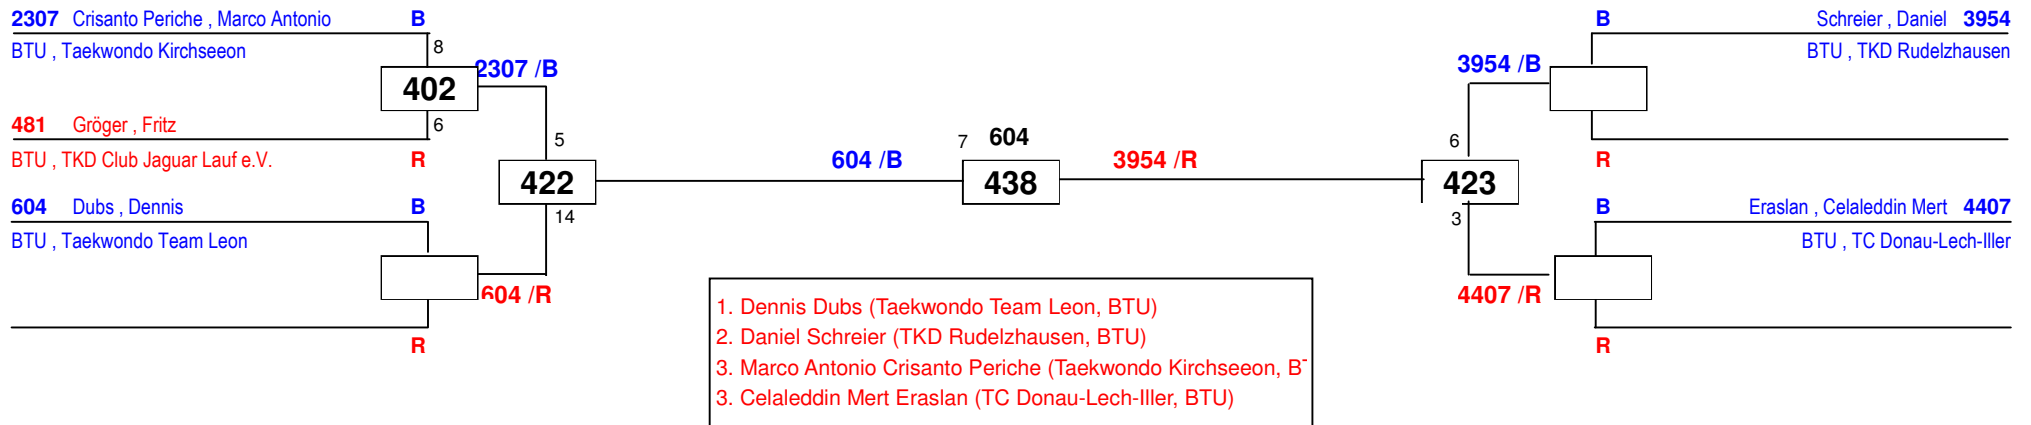 2307 Crisanto Periche , Marco Antonio B
BTU , Taekwondo Kirchseeon
8
402
2307 /B
6
481 Gröger , Fritz
BTU , TKD Club Jaguar Lauf e.V. R
5
422
14
604 Dubs , Dennis B
BTU , Taekwondo Team Leon
604 /R
R
604 /B
7 604
438
3954 /R
B Schreier , Daniel 3954
BTU , TKD Rudelzhausen
3954 /B
R
6
423
3
B Eraslan , Celaleddin Mert 4407
BTU , TC Donau-Lech-Iller
4407 /R
R
1. Dennis Dubs (Taekwondo Team Leon, BTU)
2. Daniel Schreier (TKD Rudelzhausen, BTU)
3. Marco Antonio Crisanto Periche (Taekwondo Kirchseeon,
3. Celaleddin Mert Eraslan (TC Donau-Lech-Iller, BTU)